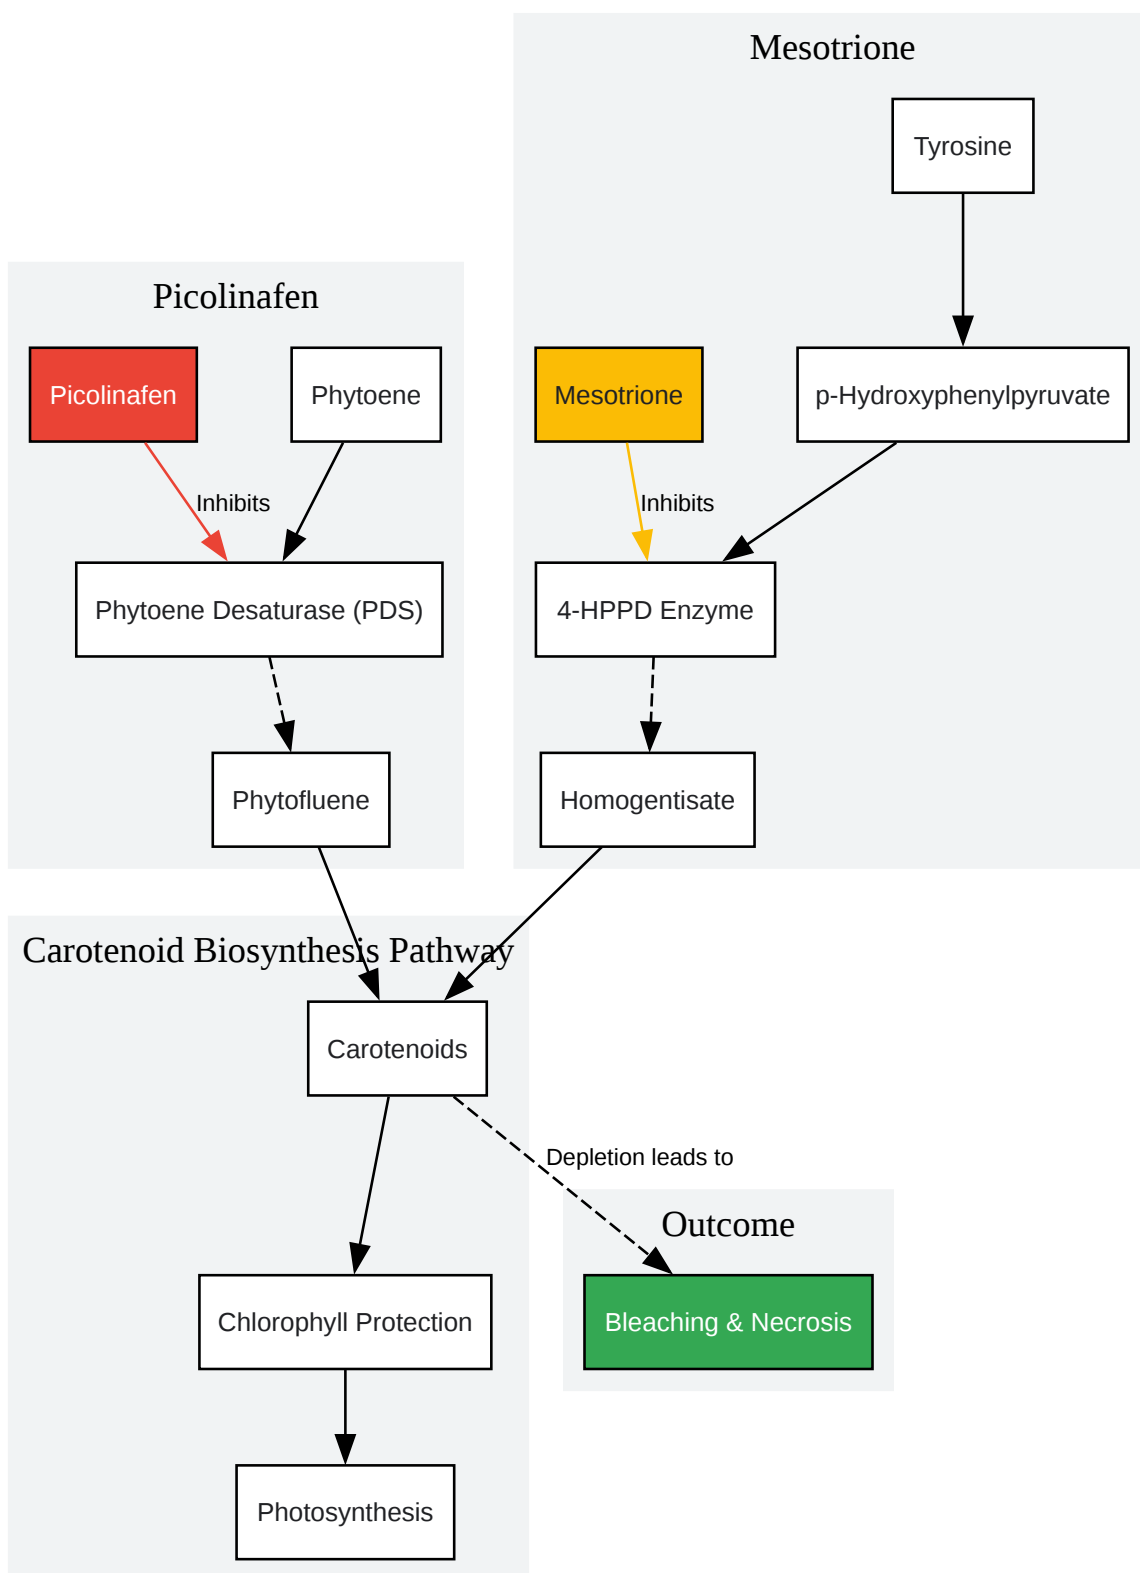 Mesotrione
Tyrosine
Picolinafen
Picolinafen
Phytoene
Mesotrione
p-Hydroxyphenylpyruvate
Inhibits
Inhibits
Phytoene Desaturase (PDS)
4-HPPD Enzyme
Phytofluene
Homogentisate
Carotenoid Biosynthesis Pathway
Carotenoids
Depletion leads to
Outcome
Chlorophyll Protection
Bleaching & Necrosis
Photosynthesis